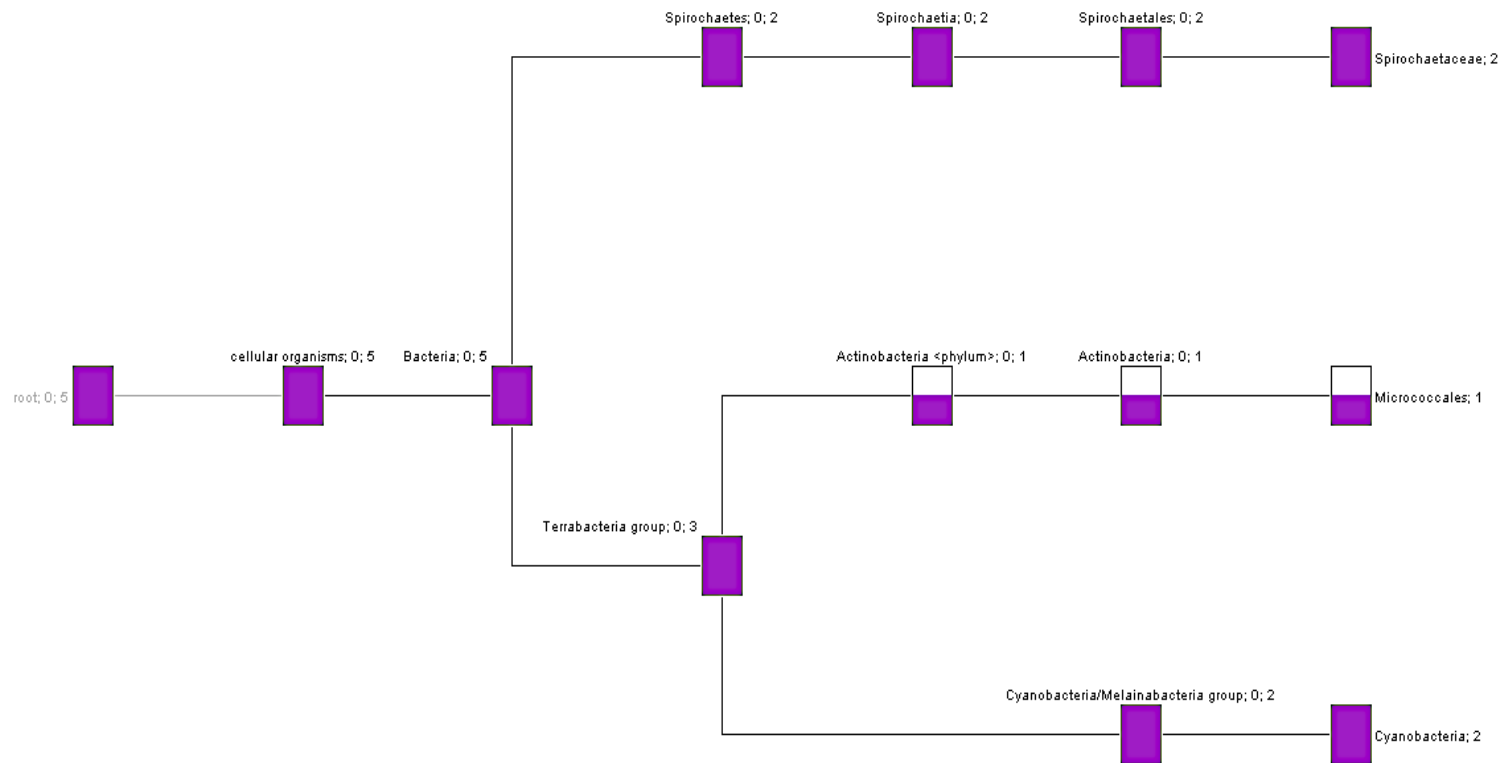 Spirochaetes; 0; 2
Spirochaetia; 0; 2
Spirochaetales; 0; 2
Spirochaetaceae; 2
cellular organisms; 0; 5
Bacteria; 0; 5
Actinobacteria <phylum>; 0; 1
Actinobacteria; 0; 1
root; 0; 5
Micrococcales; 1
Terrabacteria group; 0; 3
Cyanobacteria/Melainabacteria group; 0; 2
Cyanobacteria; 2